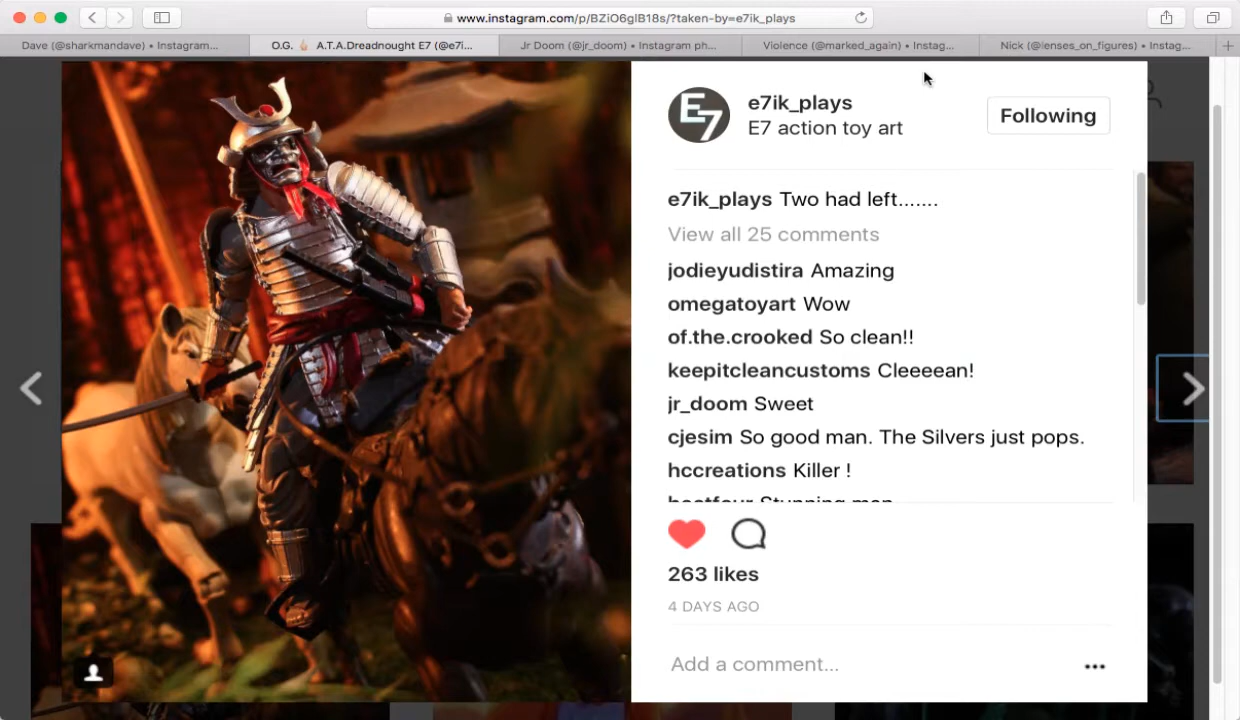 www.instagram.com/p/BZiO6glB18s/?taken-by=e7ik_plays
Dave (@sharkmandave) • Instagram...
O.G. A.T.A.Dreadnought E7 (@e7i...
Jr Doom (@jr_doom) • Instagram ph...
Violence (@marked_again) • Instag...
Nick (@lenses_on_figures) • Instag...
E7
e7ik_plays
E7 action toy art
Following
e7ik_plays Two had left.......
View all 25 comments
jodieyudistira Amazing
omegatoyart Wow
of.the.crooked So clean!!
keepitcleancustoms Cleeeean!
jr_doom Sweet
cjesim So good man. The Silvers just pops.
hccreations Killer !
263 likes
4 DAYS AGO
Add a comment...